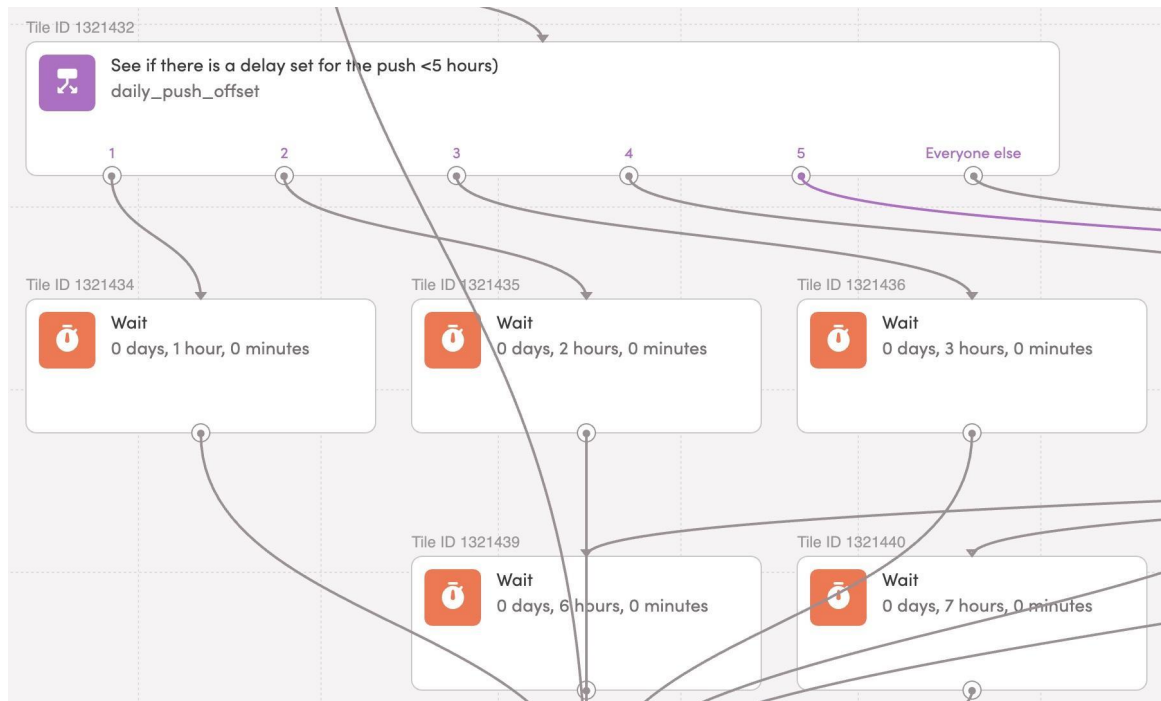 Tile ID 1321432
See if there is a delay set for the push <5 hours)
daily_push_offset
1 2 3 4 5 Everyone else
Tile ID 1321434
Wait
0 days, 1 hour, 0 minutes
Tile ID 1321435
Wait
0 days, 2 hours, 0 minutes
Tile ID 1321436
Wait
0 days, 3 hours, 0 minutes
Tile ID 1321439
Wait
0 days, 6 hours, 0 minutes
Tile ID 1321440
Wait
0 days, 7 hours, 0 minutes